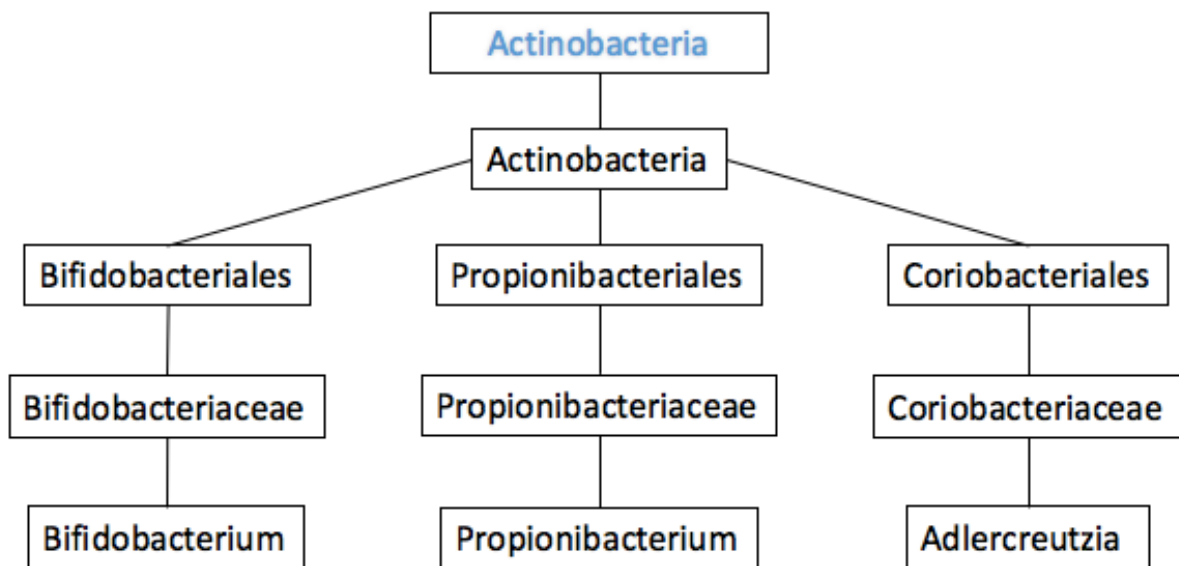 Actinobacteria
Actinobacteria
Bifidobacteriales
Propionibacteriales
Coriobacteriales
Bifidobacteriaceae
Propionibacteriaceae
Coriobacteriaceae
Bifidobacterium
Propionibacterium
Adlercreutzia